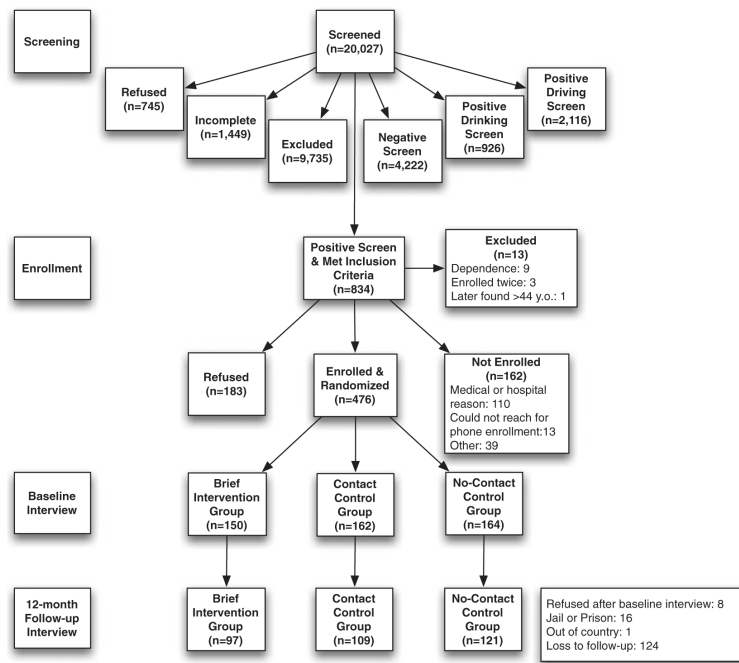 Screening
Screened
(n=20,027)
Refused
(n=745)
Incomplete
(n=1,449)
Excluded
(n=9,735)
Negative
Screen
(n=4,222)
Positive
Drinking
Screen
(n=926)
Positive
Driving
Screen
(n=2,116)
Enrollment
Positive Screen
& Met Inclusion
Criteria
(n=834)
Excluded
(n=13)
Dependence: 9
Enrolled twice: 3
Later found >44 y.o.: 1
Refused
(n=183)
Enrolled &
Randomized
(n=476)
Not Enrolled
(n=162)
Medical or hospital
reason: 110
Could not reach for
phone enrollment:13
Other: 39
Baseline
Interview
Brief
Intervention
Group
(n=150)
Contact
Control
Group
(n=162)
No-Contact
Control
Group
(n=164)
12-month
Follow-up
Interview
Brief
Intervention
Group
(n=97)
Contact
Control
Group
(n=109)
No-Contact
Control
Group
(n=121)
Refused after baseline interview: 8
Jail or Prison: 16
Out of country: 1
Loss to follow-up: 124